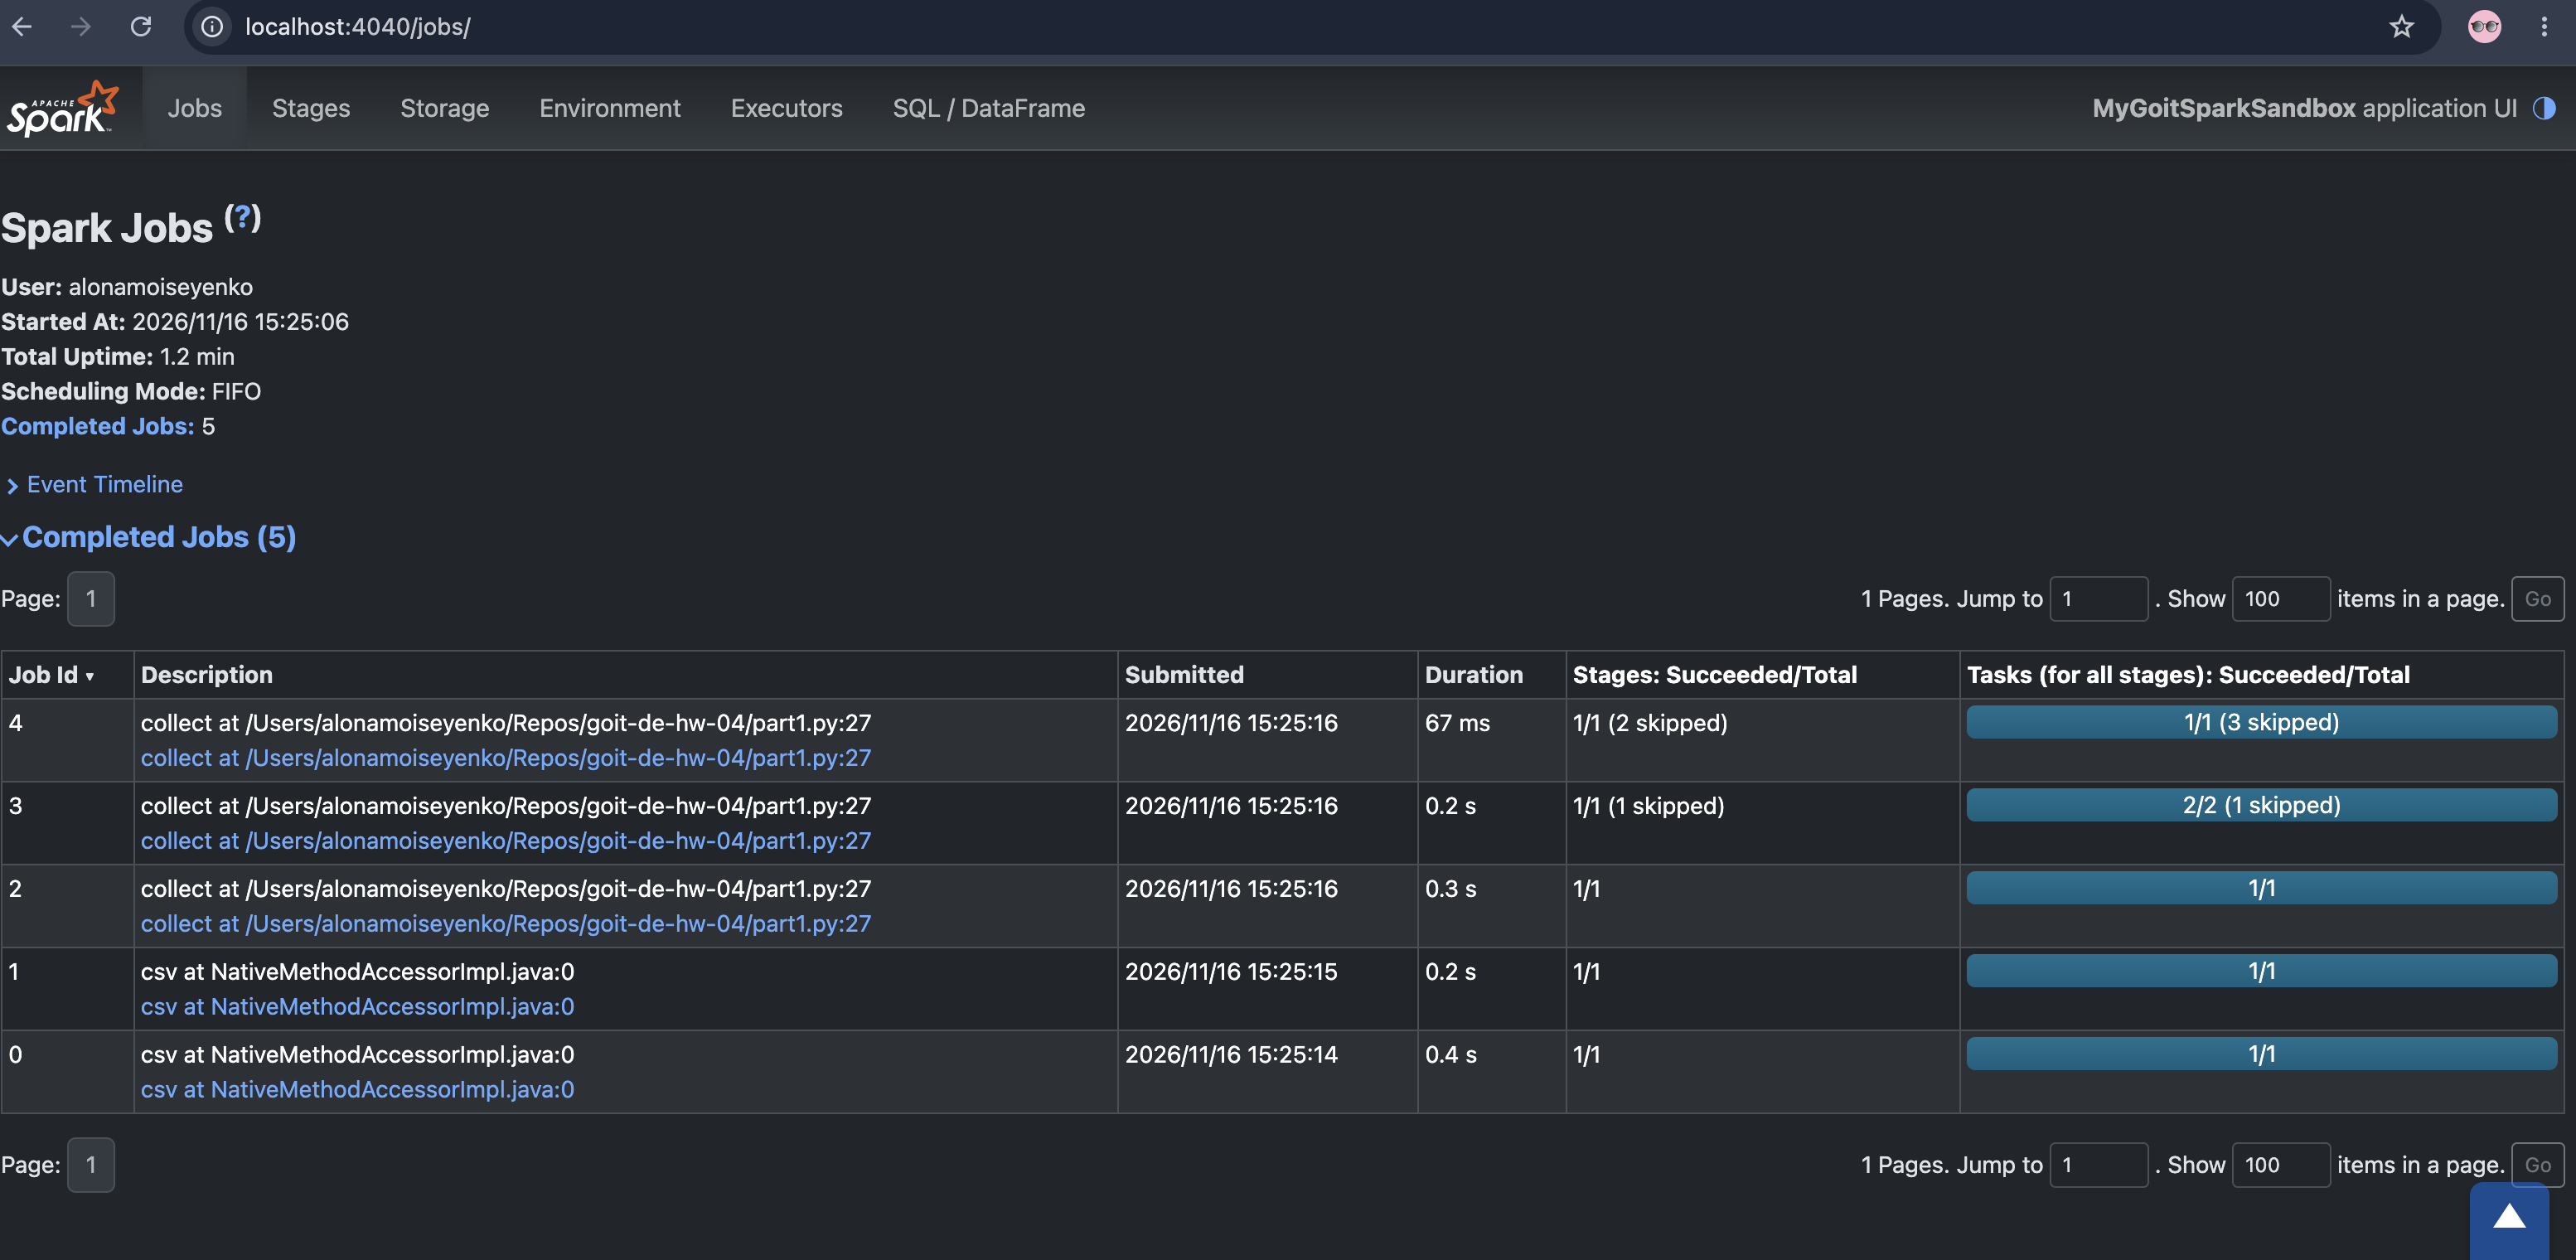 localhost:4040/jobs/
APACHE Spark™ Jobs Stages Storage Environment Executors SQL / DataFrame MyGoitSparkSandbox application UI
Spark Jobs (?)
User: alonamoiseyenko
Started At: 2026/11/16 15:25:06
Total Uptime: 1.2 min
Scheduling Mode: FIFO
Completed Jobs: 5
Event Timeline
Completed Jobs (5)
Page: 1 1 Pages. Jump to 1 . Show 100 items in a page. Go
Job Id ▾ Description Submitted Duration Stages: Succeeded/Total Tasks (for all stages): Succeeded/Total
4 collect at /Users/alonamoiseyenko/Repos/goit-de-hw-04/part1.py:27 2026/11/16 15:25:16 67 ms 1/1 (2 skipped) 1/1 (3 skipped)
collect at /Users/alonamoiseyenko/Repos/goit-de-hw-04/part1.py:27
3 collect at /Users/alonamoiseyenko/Repos/goit-de-hw-04/part1.py:27 2026/11/16 15:25:16 0.2 s 1/1 (1 skipped) 2/2 (1 skipped)
collect at /Users/alonamoiseyenko/Repos/goit-de-hw-04/part1.py:27
2 collect at /Users/alonamoiseyenko/Repos/goit-de-hw-04/part1.py:27 2026/11/16 15:25:16 0.3 s 1/1 1/1
collect at /Users/alonamoiseyenko/Repos/goit-de-hw-04/part1.py:27
1 csv at NativeMethodAccessorImpl.java:0 2026/11/16 15:25:15 0.2 s 1/1 1/1
csv at NativeMethodAccessorImpl.java:0
0 csv at NativeMethodAccessorImpl.java:0 2026/11/16 15:25:14 0.4 s 1/1 1/1
csv at NativeMethodAccessorImpl.java:0
Page: 1 1 Pages. Jump to 1 . Show 100 items in a page. Go